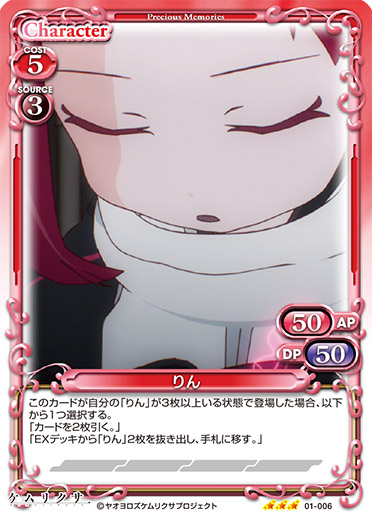 Precious Memories
Character
COST
5
SOURCE
3
50 AP
DP 50
りん
このカードが自分の「りん」が3枚以上いる状態で登場した場合、以下
から1つ選択する。
「カードを2枚引く。」
「EXデッキから「りん」2枚を抜き出し、手札に移す。」
ケムリクサ
©ヤオヨロズケムリクサプロジェクト
★★★ 01-006